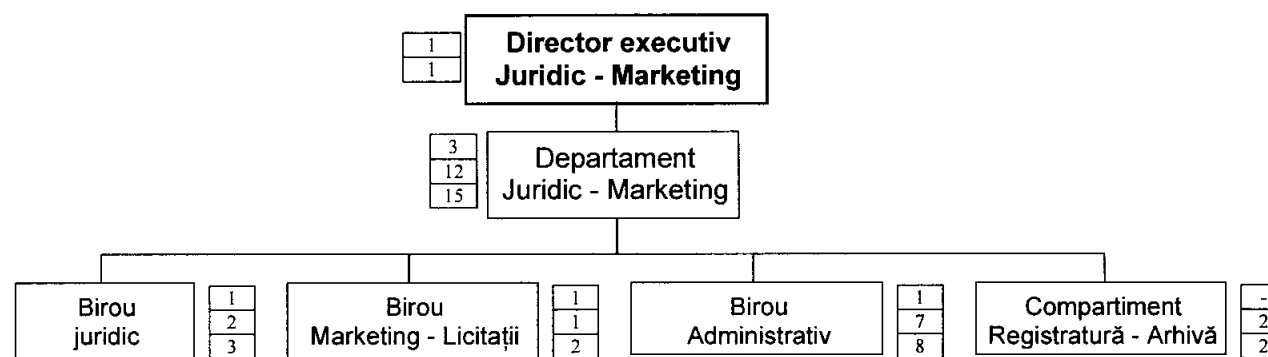 1
1
Director executiv
Juridic - Marketing
3
12
15
Departament
Juridic - Marketing
Birou
juridic
1
2
3
Birou
Marketing - Licitații
1
1
2
Birou
Administrativ
1
7
8
Compartiment
Registratură - Arhivă
-
2
2